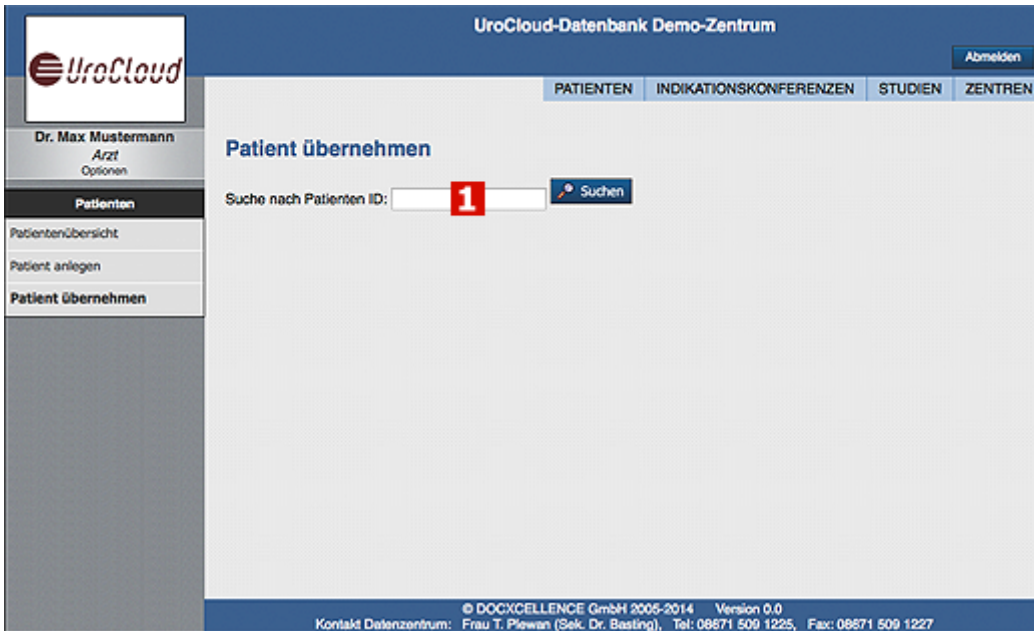 UroCloud-Datenbank Demo-Zentrum
UroCloud
Abmelden
PATIENTEN INDIKATIONSKONFERENZEN STUDIEN ZENTREN
Dr. Max Mustermann
Arzt
Optionen
Patienten
Patientenübersicht
Patient anlegen
Patient übernehmen
Patient übernehmen
Suche nach Patienten ID: 1 Suchen
© DOCXCELLENCE GmbH 2005-2014 Version 0.0
Kontakt Datenzentrum: Frau T. Plewan (Sek. Dr. Basting), Tel: 08671 509 1225, Fax: 08671 509 1227